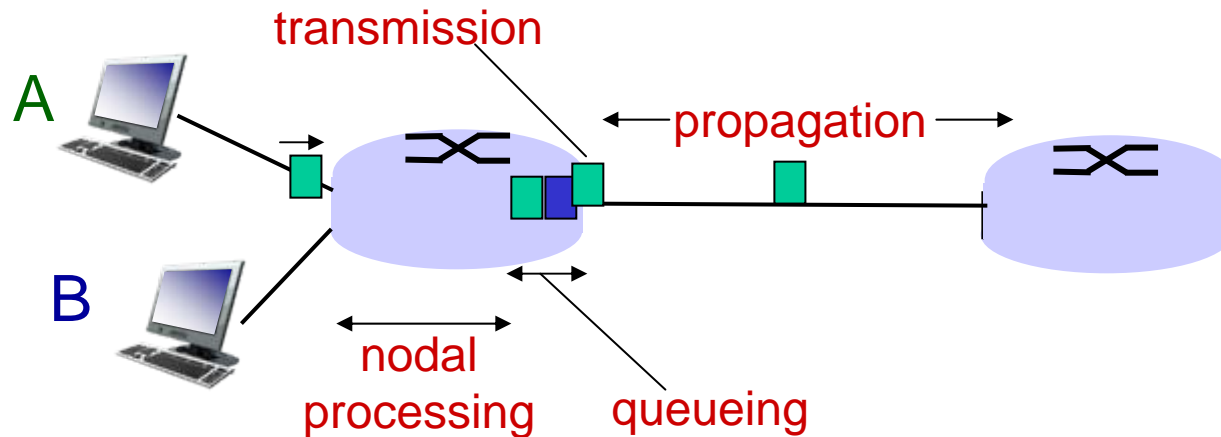 transmission
A
propagation
B
nodal
processing
queueing